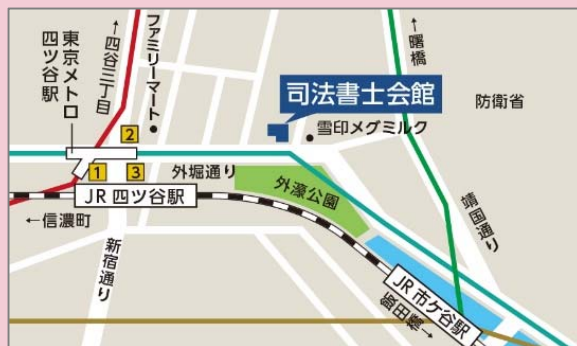 東京メトロ
四ツ谷駅
←四谷三丁目
ファミリーマート
←曙橋
司法書士会館
防衛省
雪印メグミルク
2
1
3
外堀通り
外濠公園
JR 四ツ谷駅
←信濃町
新宿通り
靖国通り
JR 市ケ谷駅
飯田橋→